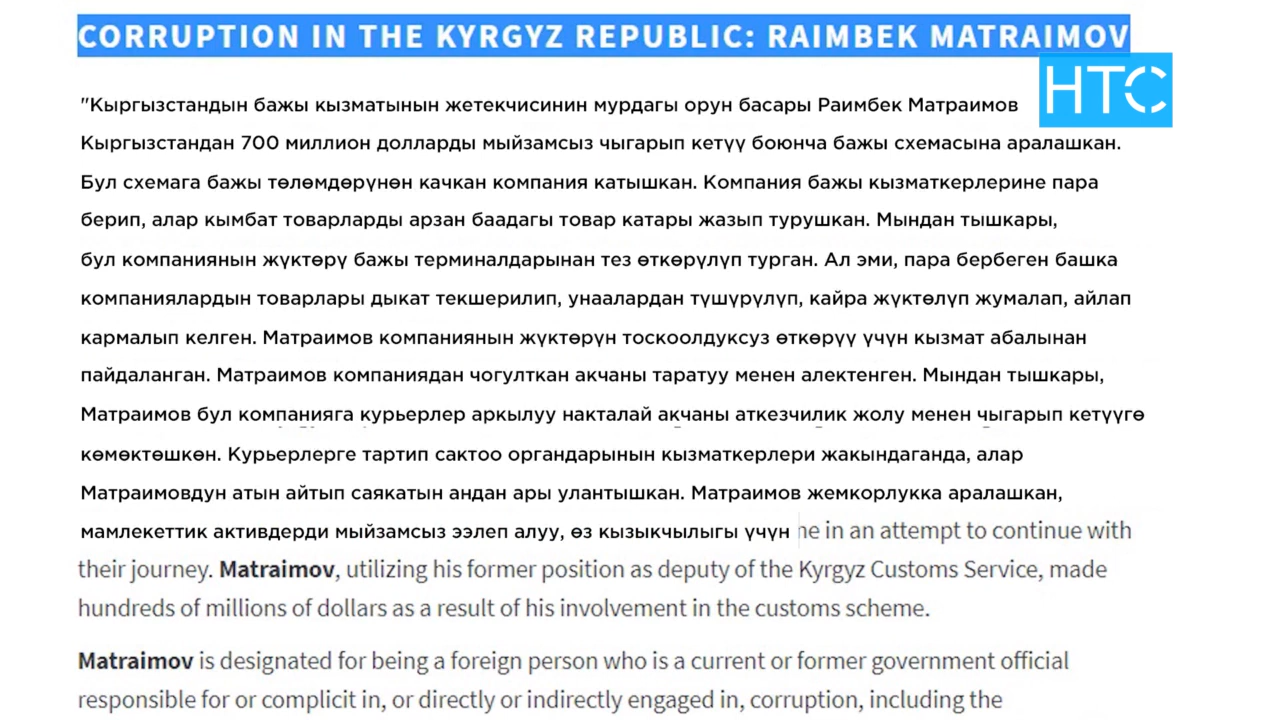 CORRUPTION IN THE KYRGYZ REPUBLIC: RAIMBEK MATRAIMOV
НТС
"Кыргызстандын бажы кызматынын жетекчисинин мурдагы орун басары Раимбек Матраимов
Кыргызстандан 700 миллион долларды мыйзамсыз чыгарып кетүү боюнча бажы схемасына аралашкан.
Бул схемага бажы төлөмдөрүнөн качкан компания катышкан. Компания бажы кызматкерлерине пара
берип, алар кымбат товарларды арзан баадагы товар катары жазып турушкан. Мындан тышкары,
бул компаниянын жүктөрү бажы терминалдарынан тез өткөрүлүп турган. Ал эми, пара бербеген башка
компаниялардын товарлары дыкат текшерилип, унаалардан түшүрүлүп, кайра жүктөлүп жумалап, айлап
кармалып келген. Матраимов компаниянын жүктөрүн тоскоолдуксуз өткөрүү үчүн кызмат абалынан
пайдаланган. Матраимов компаниядан чогулткан акчаны таратуу менен алектенген. Мындан тышкары,
Матраимов бул компанияга курьерлер аркылуу накталай акчаны аткезчилик жолу менен чыгарып кетүүгө
көмөктөшкөн. Курьерлерге тартип сактоо органдарынын кызматкерлери жакындаганда, алар
Матраимовдун атын айтып саякатын андан ары улантышкан. Матраимов жемкорлукка аралашкан,
мамлекеттик активдерди мыйзамсыз ээлеп алуу, өз кызыкчылыгы үчүн in an attempt to continue with
their journey. Matraimov, utilizing his former position as deputy of the Kyrgyz Customs Service, made
hundreds of millions of dollars as a result of his involvement in the customs scheme.
Matraimov is designated for being a foreign person who is a current or former government official
responsible for or complicit in, or directly or indirectly engaged in, corruption, including the